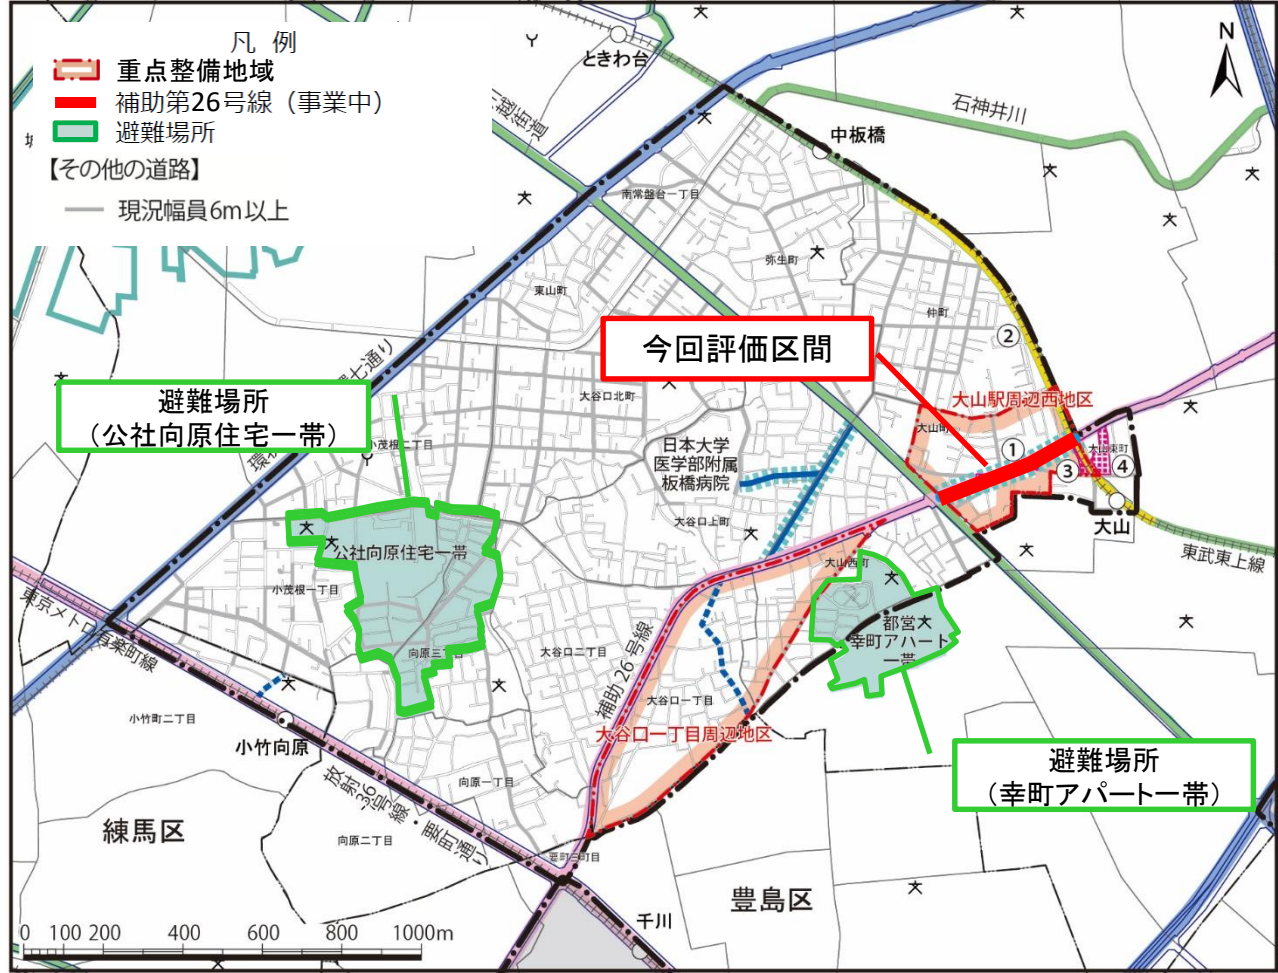 凡 例
重点整備地域
補助第26号線（事業中）
避難場所
【その他の道路】
現況幅員6m以上
ときわ台
N
石神井川
中板橋
南常盤台一丁目
弥生町
東山町
仲町
②
今回評価区間
避難場所
（公社向原住宅一帯）
大谷口北町
大山駅周辺西地区
大山町
小茂根二丁目
日本大学
医学部附属
板橋病院
①
大山東町
③
④
大山
大谷口上町
東武東上線
公社向原住宅一帯
大山西町
小茂根一丁目
都営
幸町アパート
一帯
東京メトロ有楽町線
向原三丁目
大谷口二丁目
補助26号線
大谷口一丁目
小竹町二丁目
小竹向原
大谷口一丁目周辺地区
避難場所
（幸町アパート一帯）
向原一丁目
放射36号線・要町通り
練馬区
向原二丁目
要町三丁目
豊島区
千川
0 100 200 400 600 800 1000m